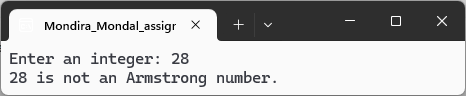 Mondira_Mondal_assigr
Enter an integer: 28
28 is not an Armstrong number.